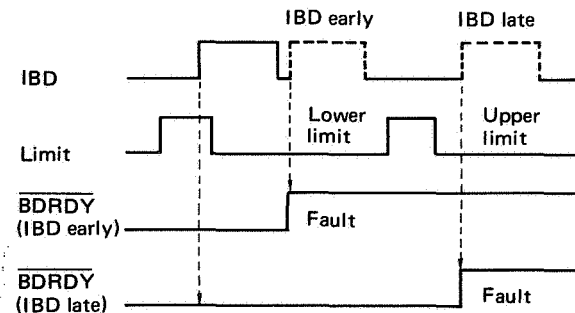 IBD early
IBD late
IBD
Lower
limit
Upper
limit
Limit
BDRDY
(IBD early)
Fault
BDRDY
(IBD late)
Fault